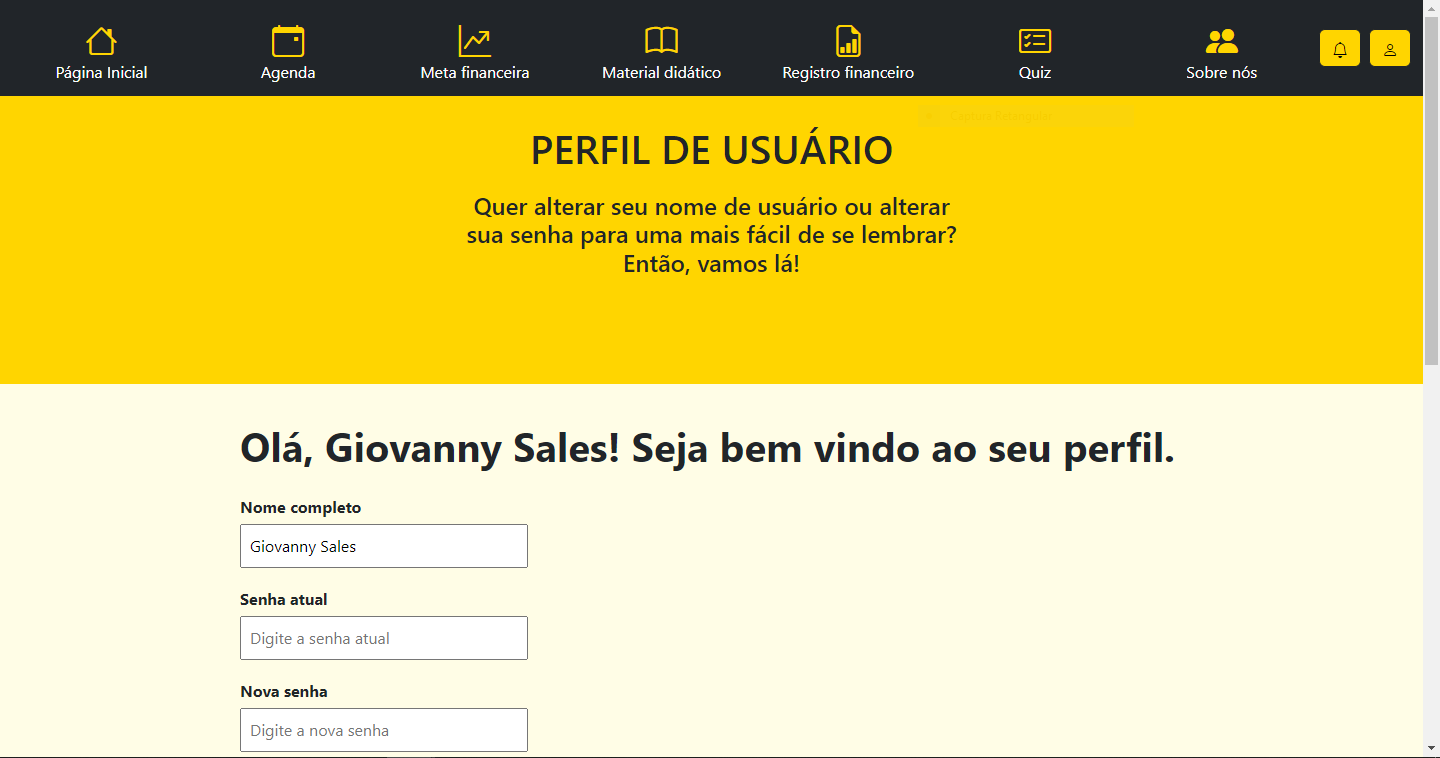 Página Inicial
Agenda
Meta financeira
Material didático
Registro financeiro
Quiz
Sobre nós
Captura Retangular
PERFIL DE USUÁRIO
Quer alterar seu nome de usuário ou alterar
sua senha para uma mais fácil de se lembrar?
Então, vamos lá!
Olá, Giovanny Sales! Seja bem vindo ao seu perfil.
Nome completo
Giovanny Sales
Senha atual
Digite a senha atual
Nova senha
Digite a nova senha